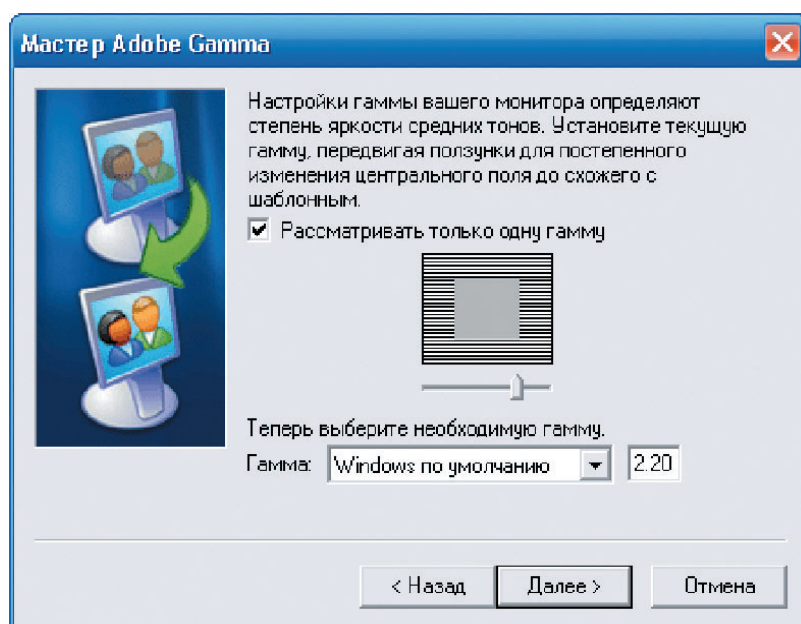 Мастер Adobe Gamma
Настройки гаммы вашего монитора определяют
степень яркости средних тонов. Установите текущую
гамму, передвигая ползунки для постепенного
изменения центрального поля до схожего с
шаблонным.
Рассматривать только одну гамму
Теперь выберите необходимую гамму.
Гамма: Windows по умолчанию 2.20
< Назад Далее > Отмена